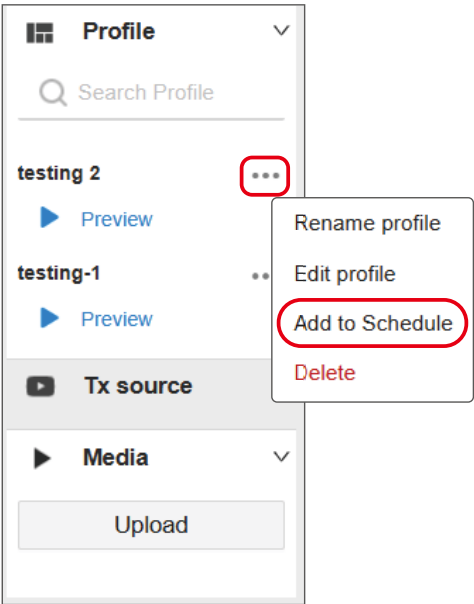 Profile
Search Profile
testing 2
Preview
testing-1
Preview
Rename profile
Edit profile
Add to Schedule
Delete
Tx source
Media
Upload